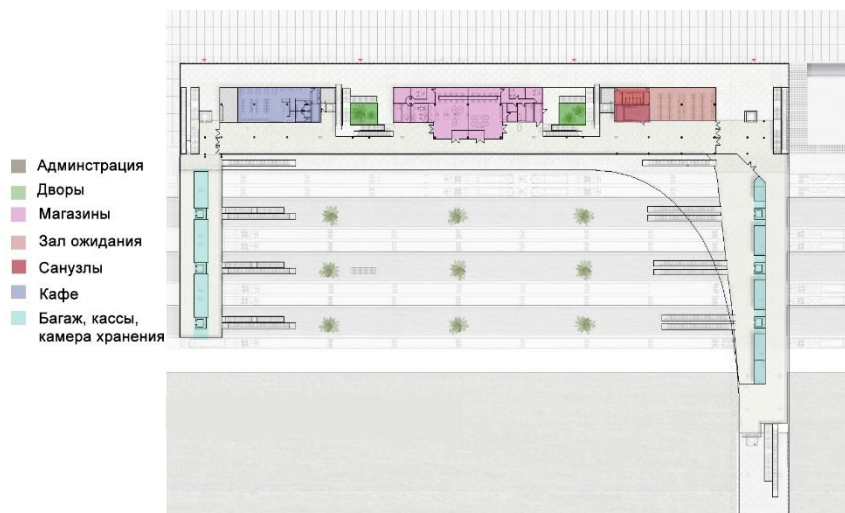 Админстрация
Дворы
Магазины
Зал ожидания
Санузлы
Кафе
Багаж, кассы,
камера хранения